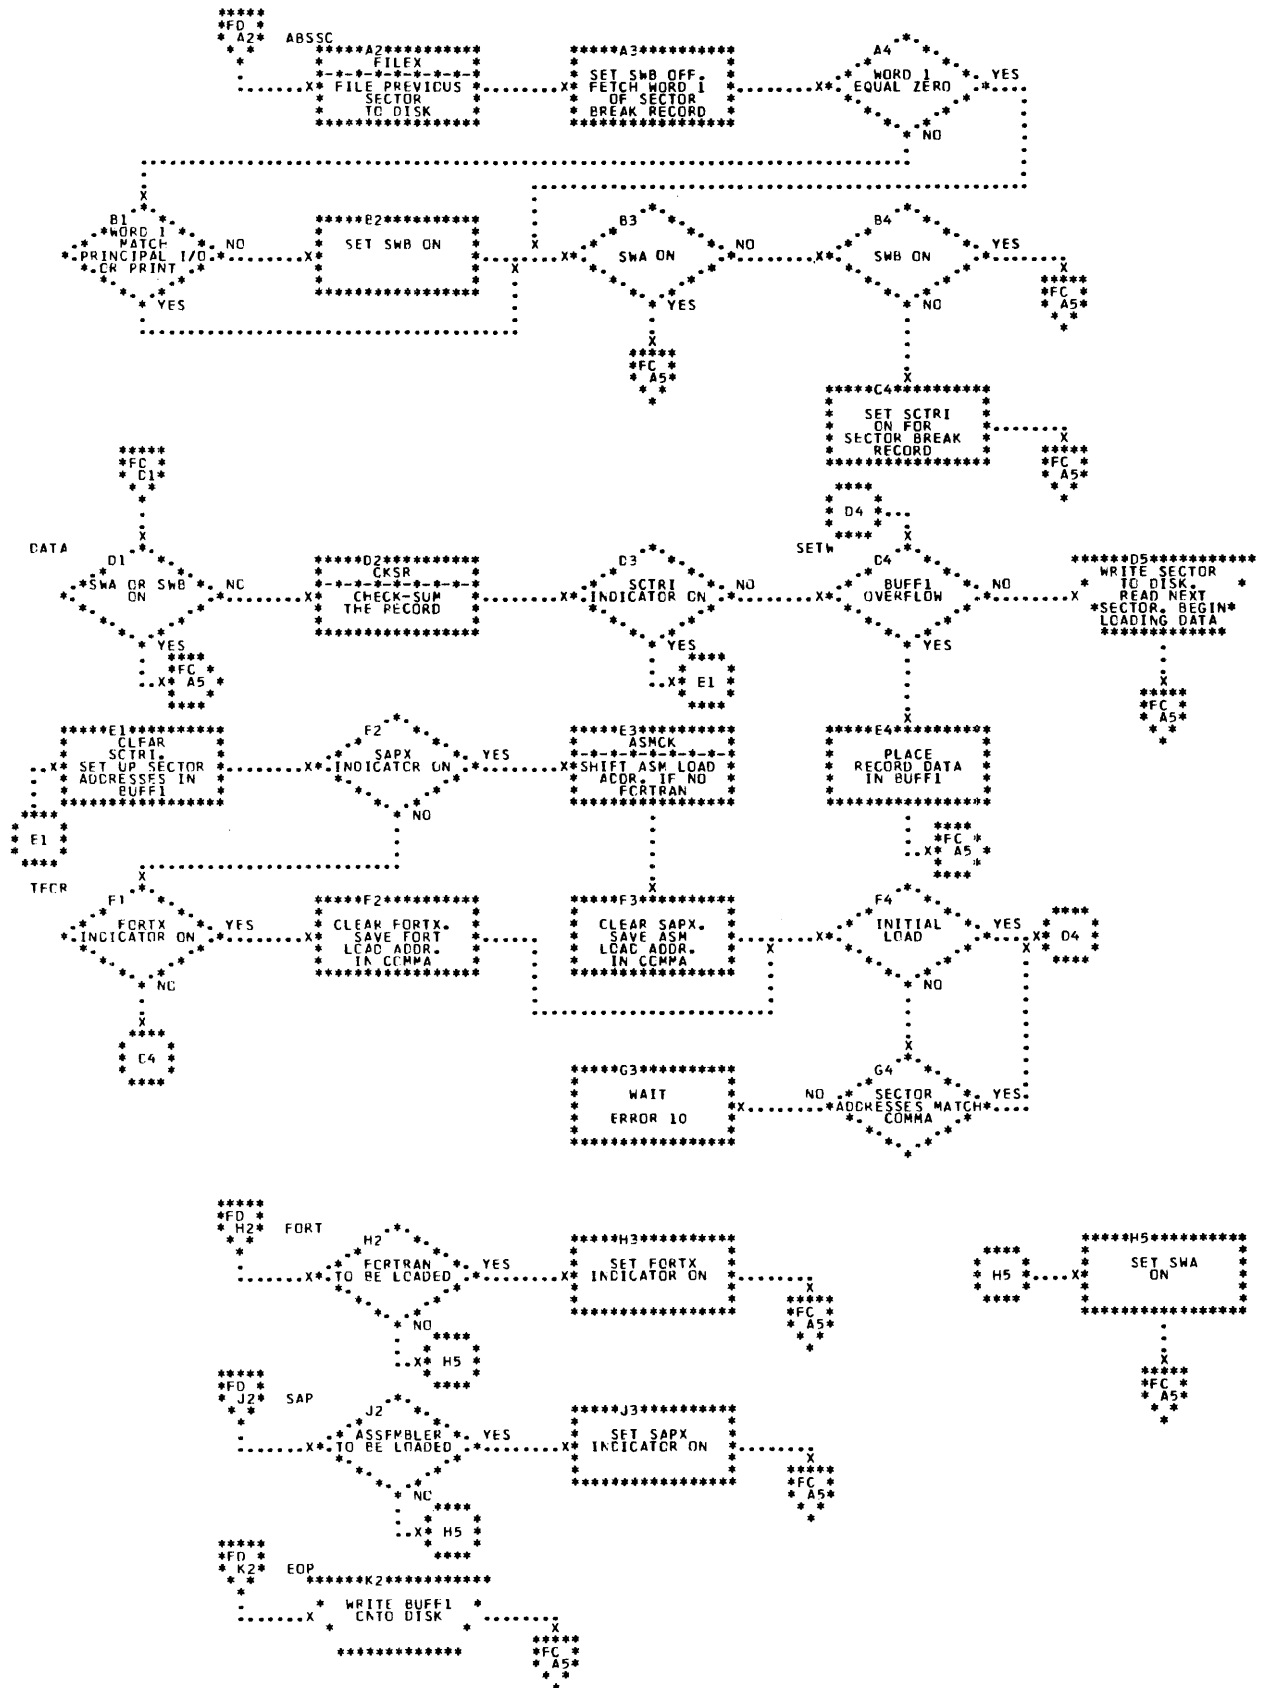 FD
A2
ABSSC
A2
FILEX
FILE PREVIOUS
SECTOR
TO DISK
A3
SET SWB OFF.
FETCH WORD 1
OF SECTOR
BREAK RECORD
A4
WORD 1
EQUAL ZERO
YES
NO
B1
WORD 1
MATCH
PRINCIPAL I/O
OR PRINT
NO
YES
B2
SET SWB ON
B3
SWA ON
NO
YES
B4
SWB ON
YES
NO
FC
A5
FC
A5
C4
SET SCTRI
ON FOR
SECTOR BREAK
RECORD
FC
A5
FC
D1
D4
DATA
D1
SWA OR SWB
ON
NO
YES
D2
CKSR
CHECK-SUM
THE RECORD
D3
SCTRI
INDICATOR ON
NO
YES
SETW
D4
BUFF1
OVERFLOW
NO
YES
D5
WRITE SECTOR
TO DISK.
READ NEXT
SECTOR. BEGIN
LOADING DATA
FC
A5
E1
FC
A5
E1
CLEAR
SCTRI.
SET UP SECTOR
ADDRESSES IN
BUFF1
E2
SAPX
INDICATOR ON
YES
NO
E3
ASMCK
SHIFT ASM LOAD
ADDR. IF NO
FORTRAN
E4
PLACE
RECORD DATA
IN BUFF1
E1
FC
A5
TFCR
F1
FORTX
INDICATOR ON
YES
NO
F2
CLEAR FORTX.
SAVE FORT
LOAD ADDR.
IN COMMA
F3
CLEAR SAPX.
SAVE ASM
LOAD ADDR.
IN COMMA
F4
INITIAL
LOAD
YES
NO
D4
D4
G3
WAIT
ERROR 10
G4
SECTOR
ADDRESSES MATCH
COMMA
NO
YES
FD
H2
FORT
H2
FORTRAN
TO BE LOADED
YES
NO
H3
SET FORTX
INDICATOR ON
FC
A5
H5
H5
SET SWA
ON
FC
A5
H5
FD
J2
SAP
J2
ASSEMBLER
TO BE LOADED
YES
NO
J3
SET SAPX
INDICATOR ON
FC
A5
H5
FD
K2
EOP
K2
WRITE BUFF1
ONTO DISK
FC
A5